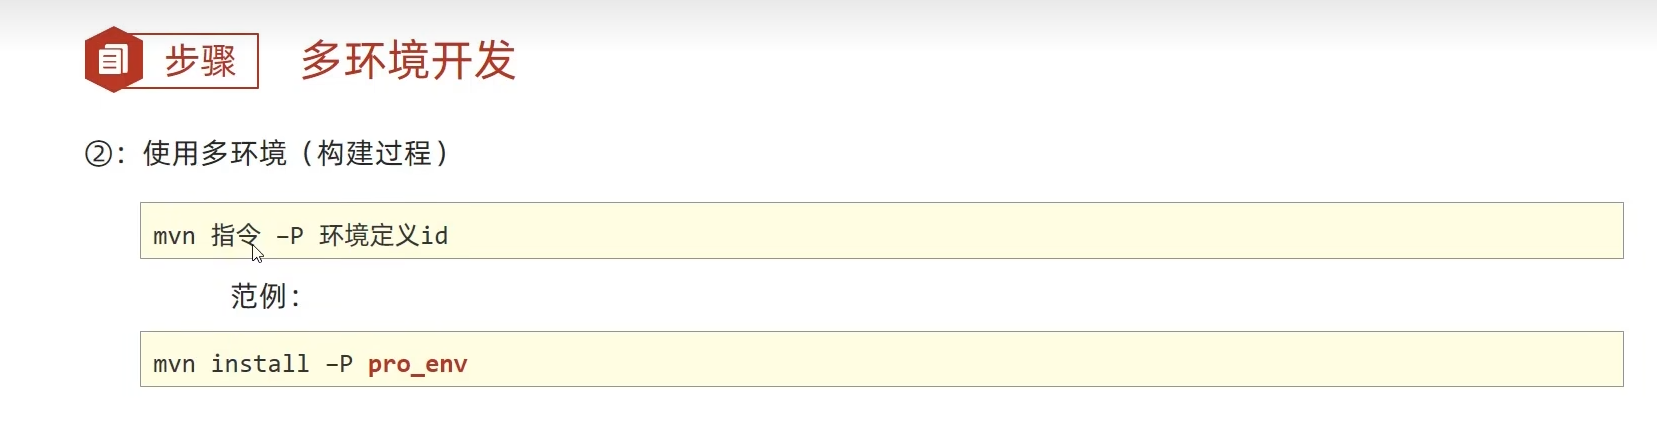 步骤 多环境开发
②：使用多环境（构建过程）
mvn 指令 –P 环境定义id
范例：
mvn install –P pro_env